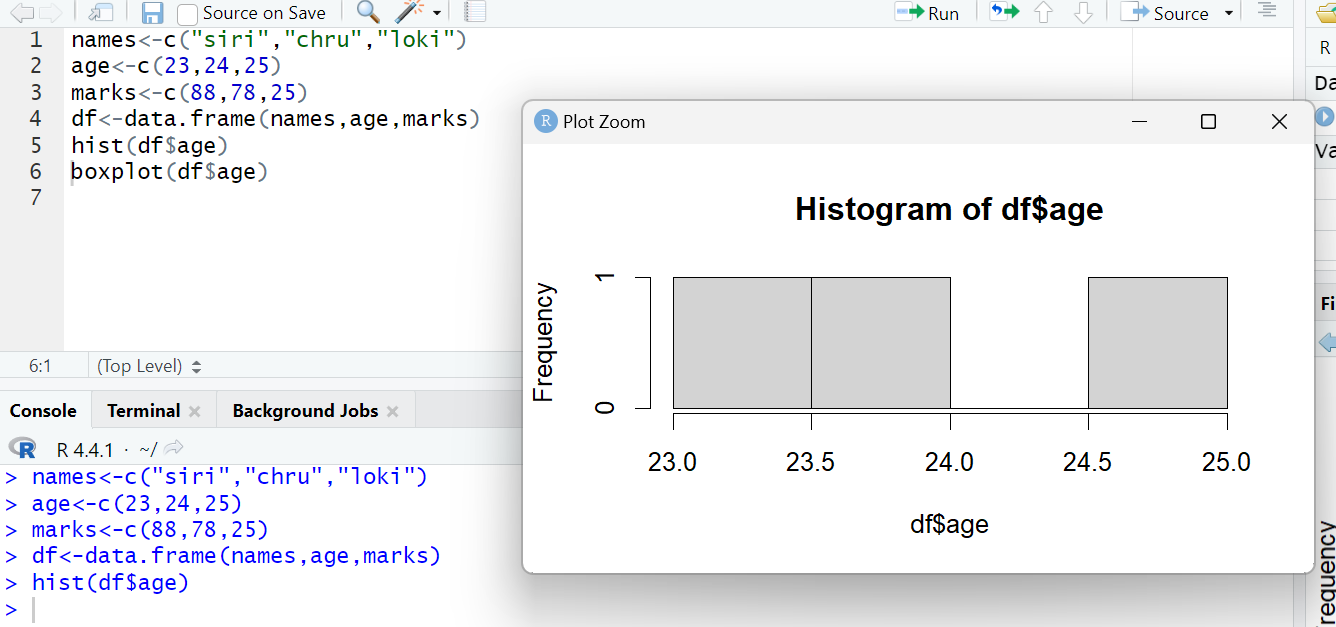 Source on Save
Run
Source
1 names<-c("siri","chru","loki")
2 age<-c(23,24,25)
3 marks<-c(88,78,25)
4 df<-data.frame(names,age,marks)
5 hist(df$age)
6 boxplot(df$age)
7
6:1 (Top Level)
Console Terminal Background Jobs
R R 4.4.1 · ~/
> names<-c("siri","chru","loki")
> age<-c(23,24,25)
> marks<-c(88,78,25)
> df<-data.frame(names,age,marks)
> hist(df$age)
>
R Plot Zoom
Histogram of df$age
Frequency
1
0
23.0 23.5 24.0 24.5 25.0
df$age
R
Da
Va
Fi
requency